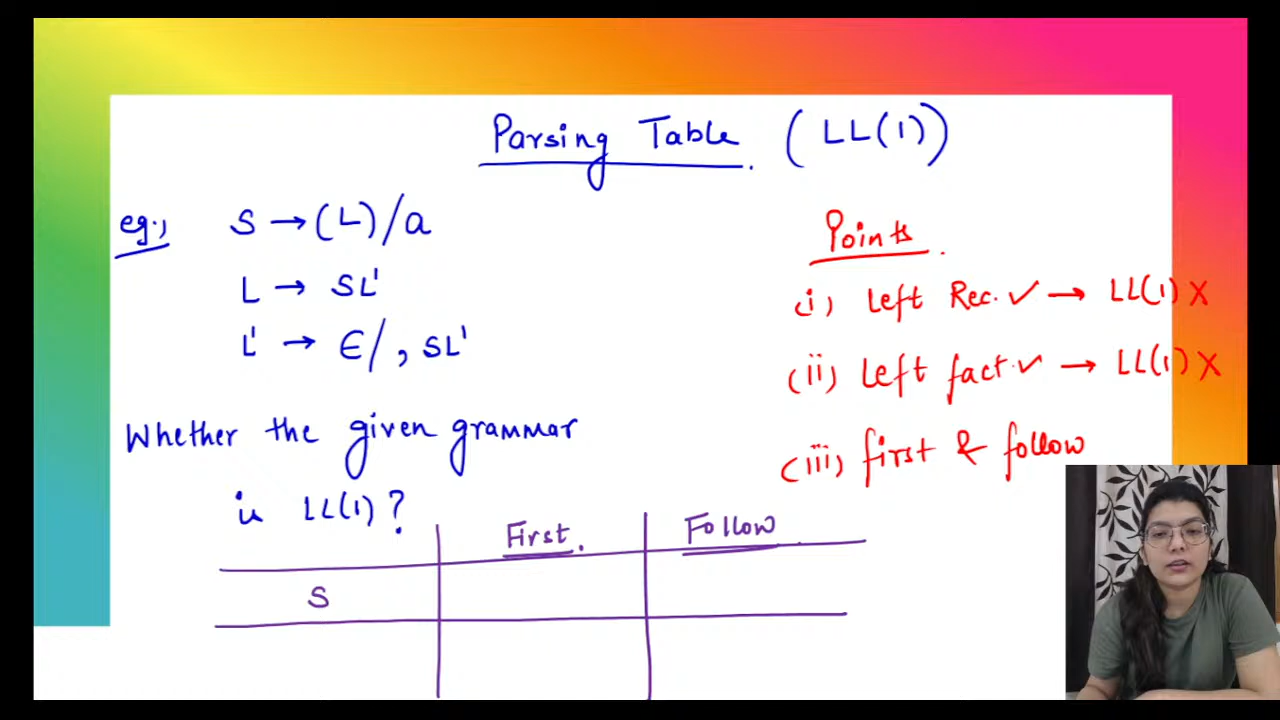 Parsing Table (LL(1))
eg:, S → (L)/a
L → SL'
L' → ϵ/, SL'
Whether the given grammar
is LL(1)?
Points
(i) Left Rec. ✓ → LL(1) X
(ii) Left fact. ✓ → LL(1) X
(iii) first & follow
First. Follow
S